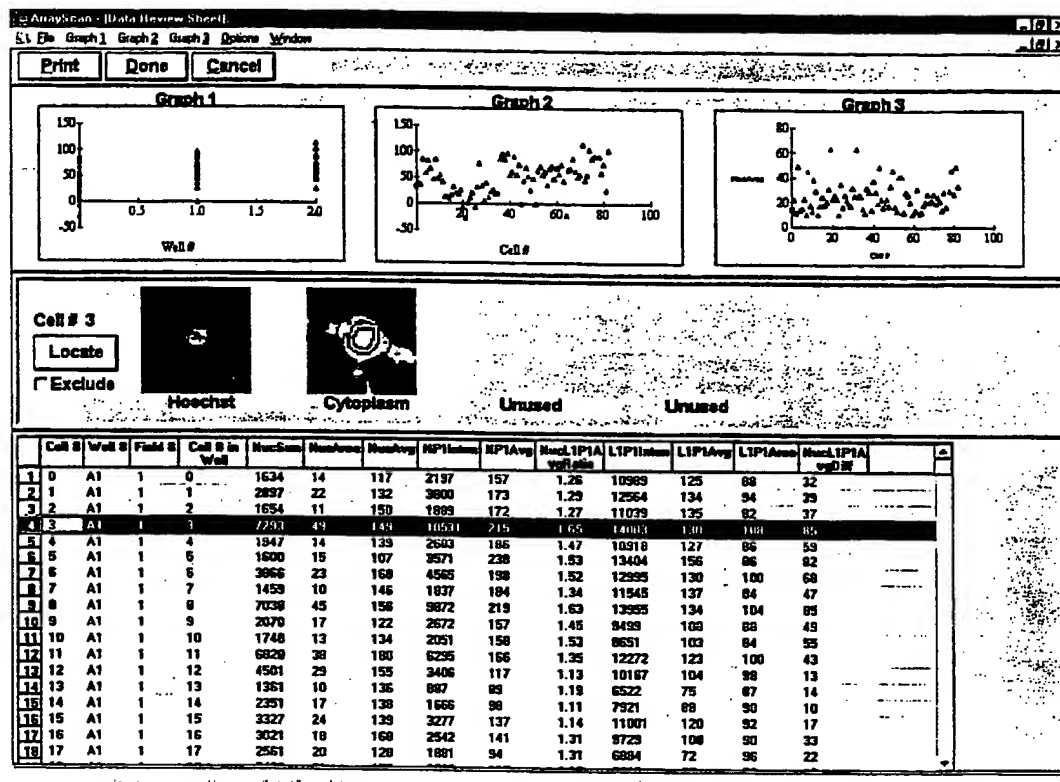 ArrayScan - [Data Review Sheet]
File Graph 1 Graph 2 Graph 3 Options Window
Print Done Cancel
Graph 1 Graph 2 Graph 3
150 100 50 0 -50
0.5 1.0 1.5 2.0
Well #
150 100 50 0 -50
20 40 60 80 100
Cell #
80 60 40 20 0
0 20 40 60 80 100
Cell #
Cell # 3
Locate
Exclude
Hoechst Cytoplasm Unused Unused
Cell # Well # Field # Cell # in Well NucSum NucArea NucAvg NP1Inten NP1Avg NucL1P1AvgRatio L1P1Inten L1P1Avg L1P1Area NucL1P1AvgDiff
1 0 A1 1 0 1634 14 117 2197 157 1.26 10989 125 88 32
2 1 A1 1 1 2897 22 132 3800 173 1.29 12564 134 94 39
3 2 A1 1 2 1654 11 150 1889 172 1.27 11039 135 82 37
4 3 A1 1 3 7293 49 149 10531 215 1.65 14003 130 108 85
5 4 A1 1 4 1947 14 139 2603 186 1.47 10918 127 86 59
6 5 A1 1 5 1600 15 107 3571 238 1.53 13404 156 86 82
7 6 A1 1 6 3866 23 168 4565 198 1.52 12995 130 100 68
8 7 A1 1 7 1459 10 146 1837 184 1.34 11545 137 84 47
9 8 A1 1 8 7038 45 156 9872 219 1.63 13955 134 104 85
10 9 A1 1 9 2070 17 122 2672 157 1.45 9499 108 88 49
11 10 A1 1 10 1748 13 134 2051 158 1.53 8651 103 84 55
12 11 A1 1 11 6820 38 180 6295 166 1.35 12272 123 100 43
13 12 A1 1 12 4501 29 155 3406 117 1.13 10167 104 98 13
14 13 A1 1 13 1361 10 136 887 89 1.19 6522 75 87 14
15 14 A1 1 14 2351 17 138 1666 98 1.11 7921 88 90 10
16 15 A1 1 15 3327 24 139 3277 137 1.14 11001 120 92 17
17 16 A1 1 16 3021 18 168 2542 141 1.31 9729 108 90 33
18 17 A1 1 17 2561 20 128 1881 94 1.31 6884 72 96 22